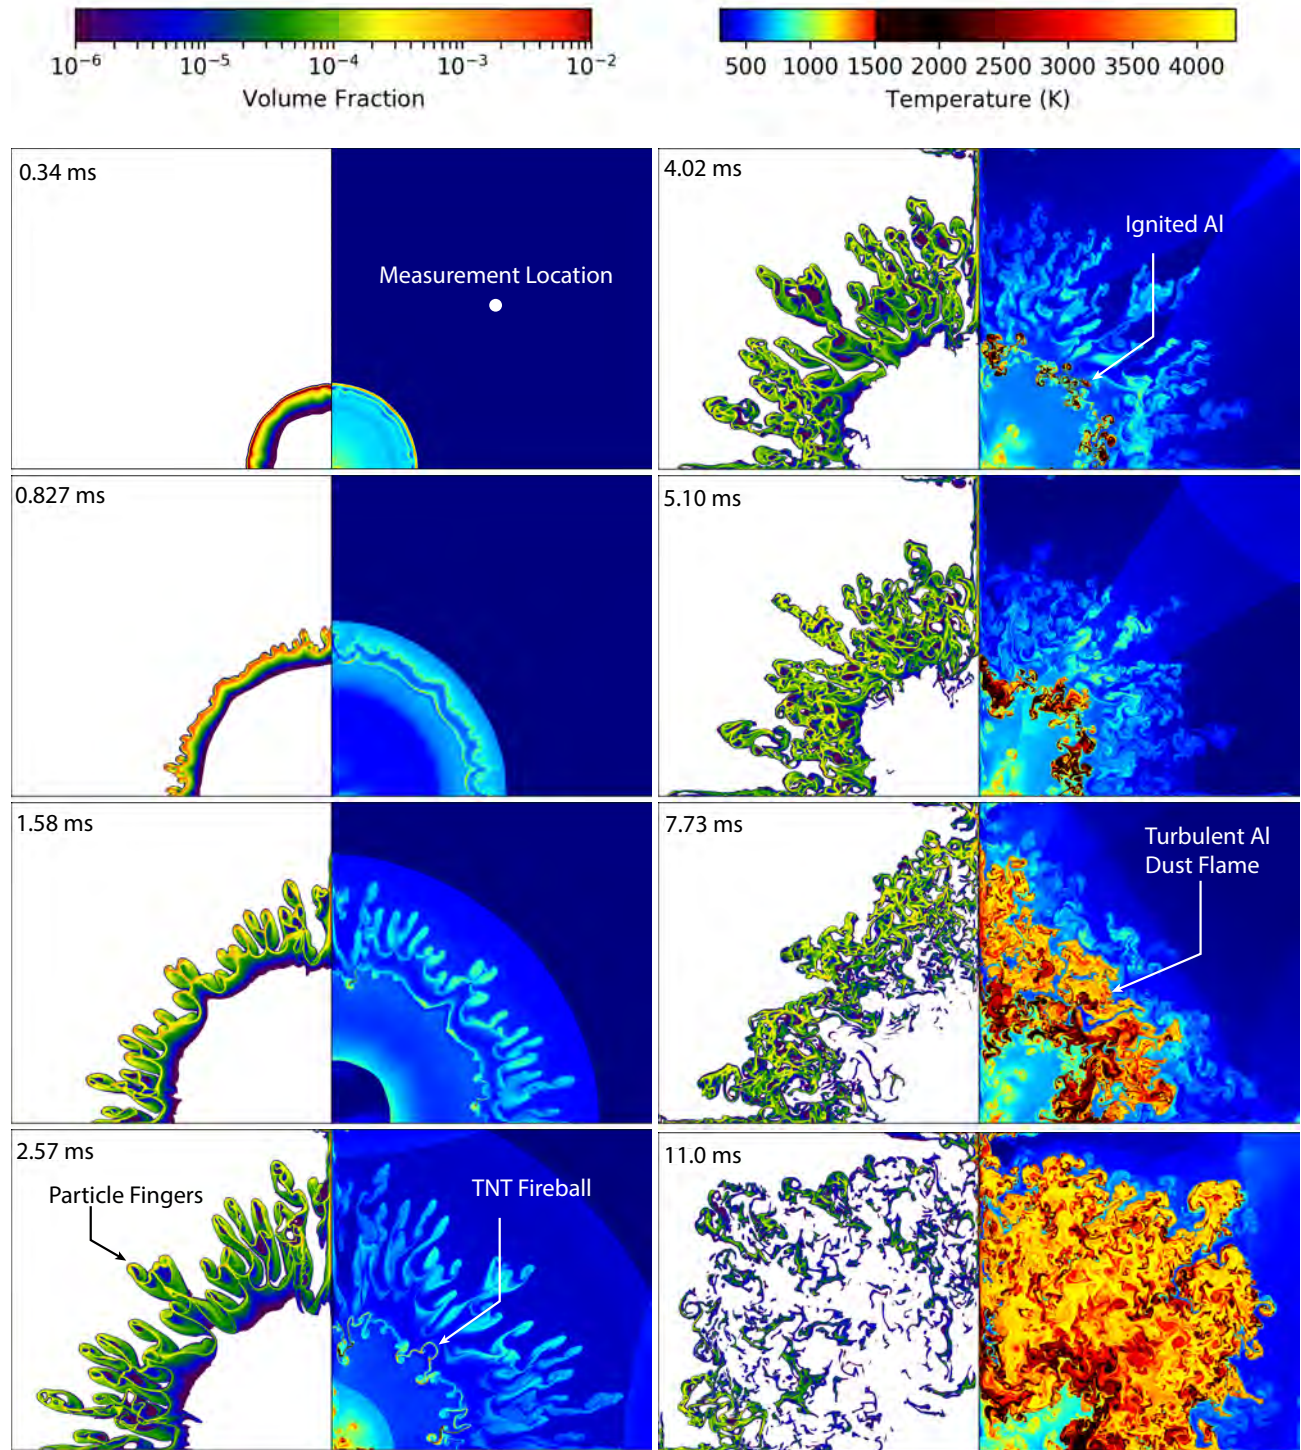 10⁻⁶ 10⁻⁵ 10⁻⁴ 10⁻³ 10⁻²
Volume Fraction
500 1000 1500 2000 2500 3000 3500 4000
Temperature (K)
0.34 ms
Measurement Location
4.02 ms
Ignited Al
0.827 ms
5.10 ms
1.58 ms
7.73 ms
Turbulent Al
Dust Flame
2.57 ms
Particle Fingers
TNT Fireball
11.0 ms